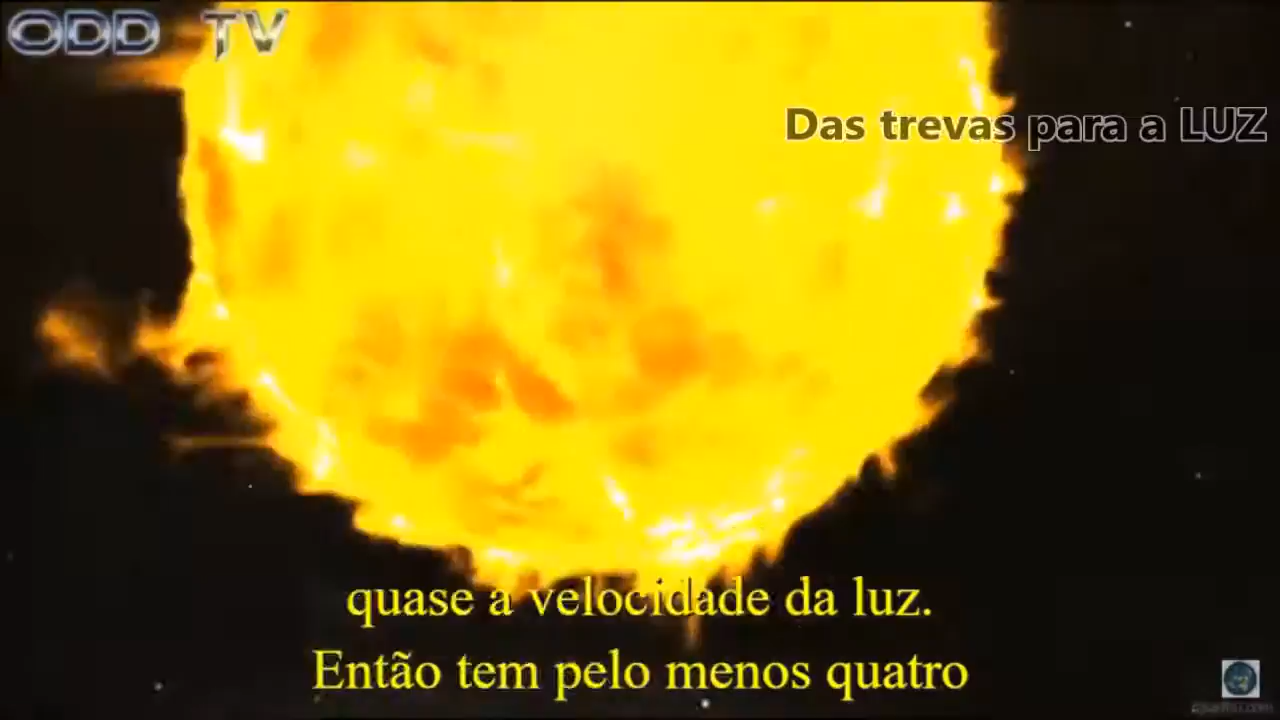 ODD TV
Das trevas para a LUZ
quase a velocidade da luz.
Então tem pelo menos quatro